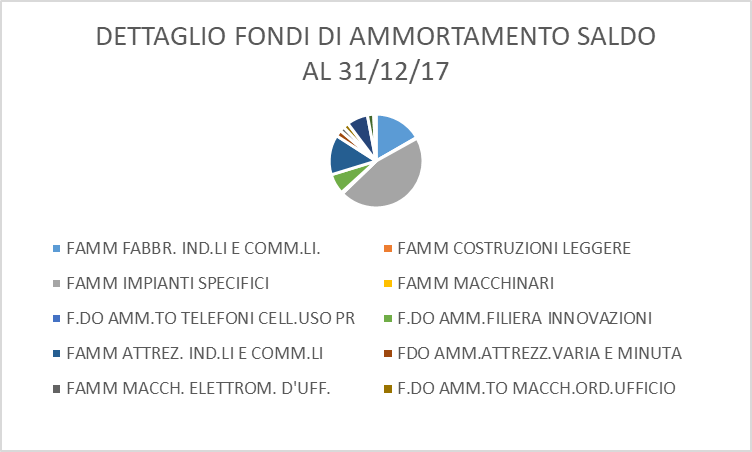 DETTAGLIO FONDI DI AMMORTAMENTO SALDO
AL 31/12/17
FAMM FABBR. IND.LI E COMM.LI.
FAMM COSTRUZIONI LEGGERE
FAMM IMPIANTI SPECIFICI
FAMM MACCHINARI
F.DO AMM.TO TELEFONI CELL.USO PR
F.DO AMM.FILIERA INNOVAZIONI
FAMM ATTREZ. IND.LI E COMM.LI
FDO AMM.ATTREZZ.VARIA E MINUTA
FAMM MACCH. ELETTROM. D'UFF.
F.DO AMM.TO MACCH.ORD.UFFICIO